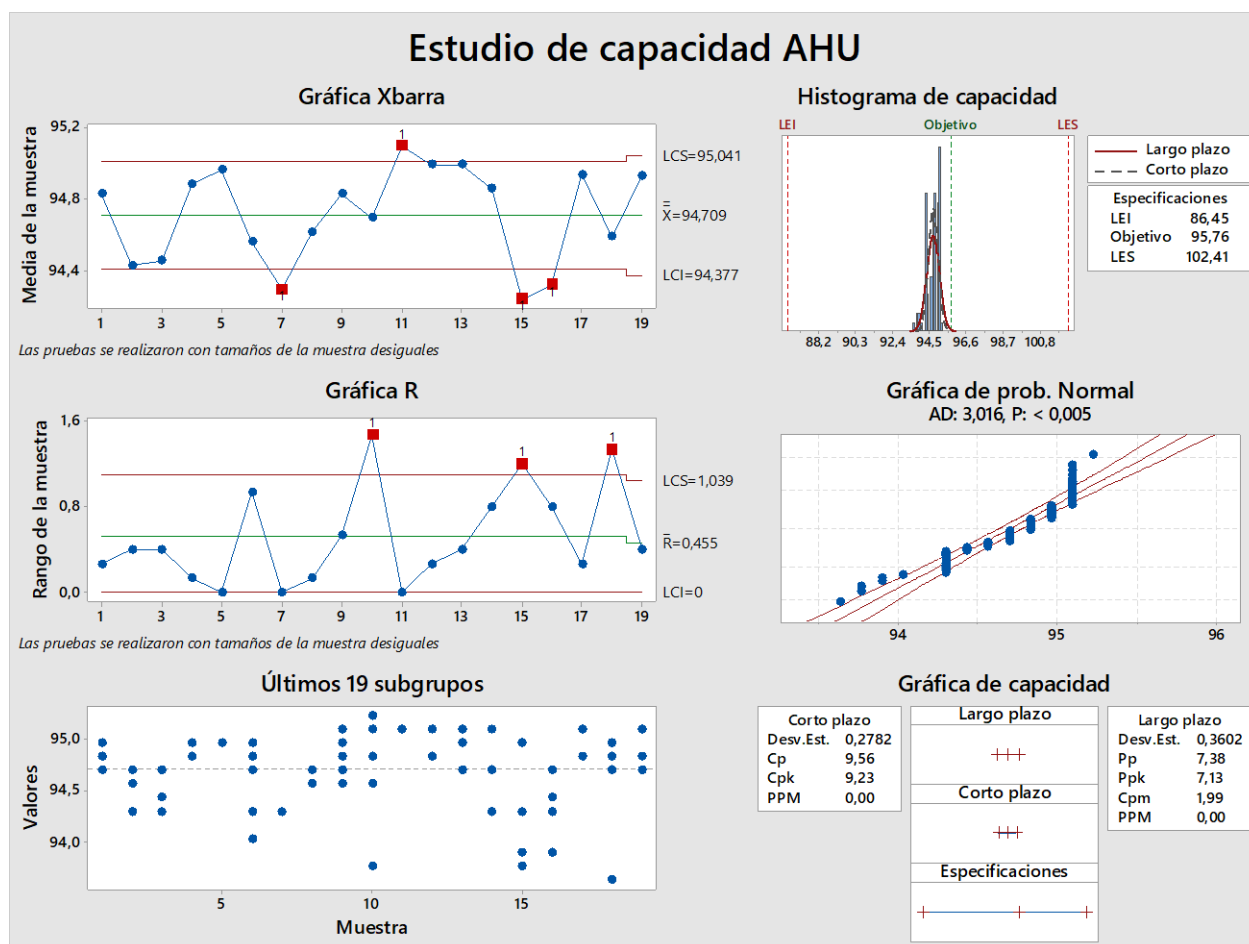 Estudio de capacidad AHU
Gráfica Xbarra
Media de la muestra
95,2
94,8
94,4
1
1
1
1
LCS=95,041
X=94,709
LCI=94,377
1 3 5 7 9 11 13 15 17 19
Las pruebas se realizaron con tamaños de la muestra desiguales
Histograma de capacidad
LEI Objetivo LES
Largo plazo
Corto plazo
Especificaciones
LEI 86,45
Objetivo 95,76
LES 102,41
88,2 90,3 92,4 94,5 96,6 98,7 100,8
Gráfica R
Rango de la muestra
1,6
0,8
0,0
1
1
1
LCS=1,039
R=0,455
LCI=0
1 3 5 7 9 11 13 15 17 19
Las pruebas se realizaron con tamaños de la muestra desiguales
Gráfica de prob. Normal
AD: 3,016, P: < 0,005
94 95 96
Últimos 19 subgrupos
Valores
95,0
94,5
94,0
5 10 15
Muestra
Gráfica de capacidad
Corto plazo
Desv.Est. 0,2782
Cp 9,56
Cpk 9,23
PPM 0,00
Largo plazo
Corto plazo
Especificaciones
Largo plazo
Desv.Est. 0,3602
Pp 7,38
Ppk 7,13
Cpm 1,99
PPM 0,00